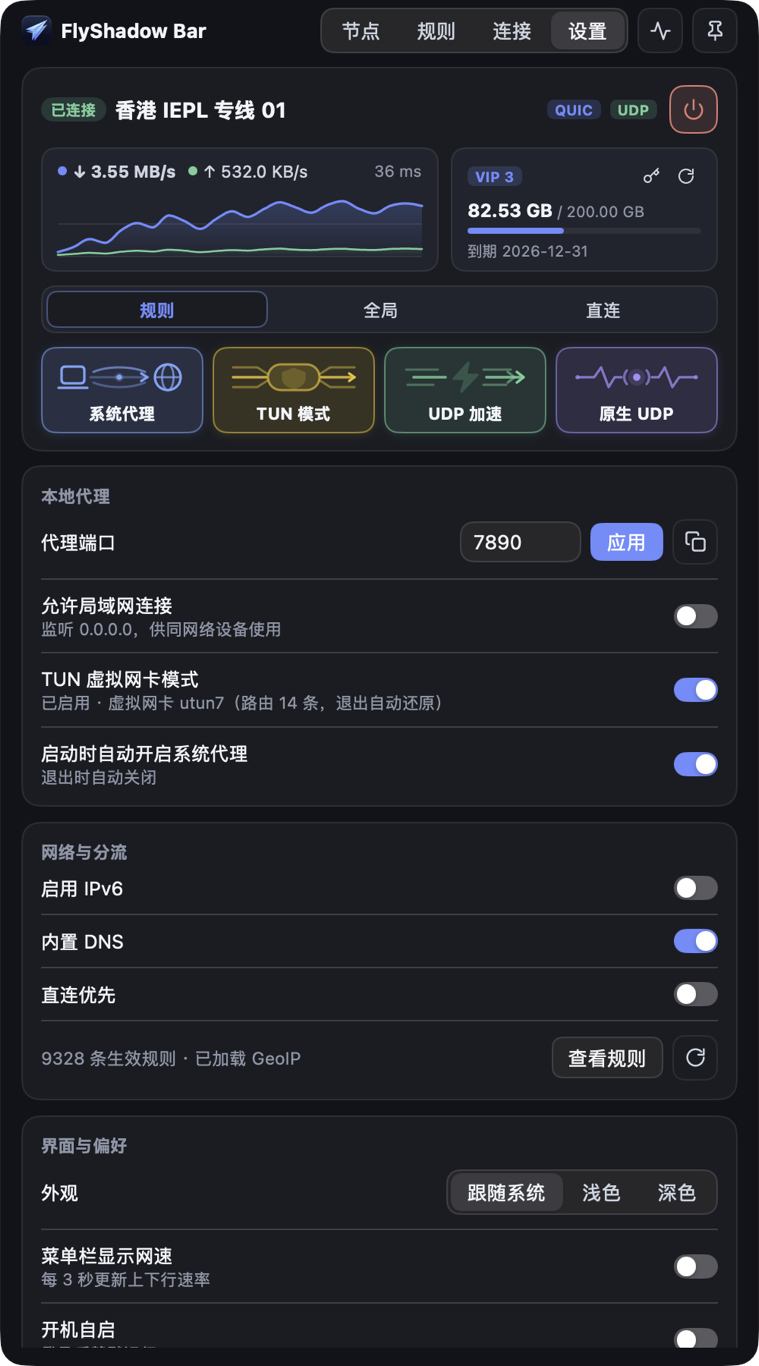 FlyShadow Bar
节点 规则 连接 设置
已连接 香港 IEPL 专线 01
QUIC UDP
↓ 3.55 MB/s ↑ 532.0 KB/s 36 ms
VIP 3
82.53 GB / 200.00 GB
到期 2026-12-31
规则 全局 直连
系统代理 TUN 模式 UDP 加速 原生 UDP
本地代理
代理端口 7890 应用
允许局域网连接
监听 0.0.0.0，供同网络设备使用
TUN 虚拟网卡模式
已启用 · 虚拟网卡 utun7（路由 14 条，退出自动还原）
启动时自动开启系统代理
退出时自动关闭
网络与分流
启用 IPv6
内置 DNS
直连优先
9328 条生效规则 · 已加载 GeoIP 查看规则
界面与偏好
外观 跟随系统 浅色 深色
菜单栏显示网速
每 3 秒更新上下行速率
开机自启